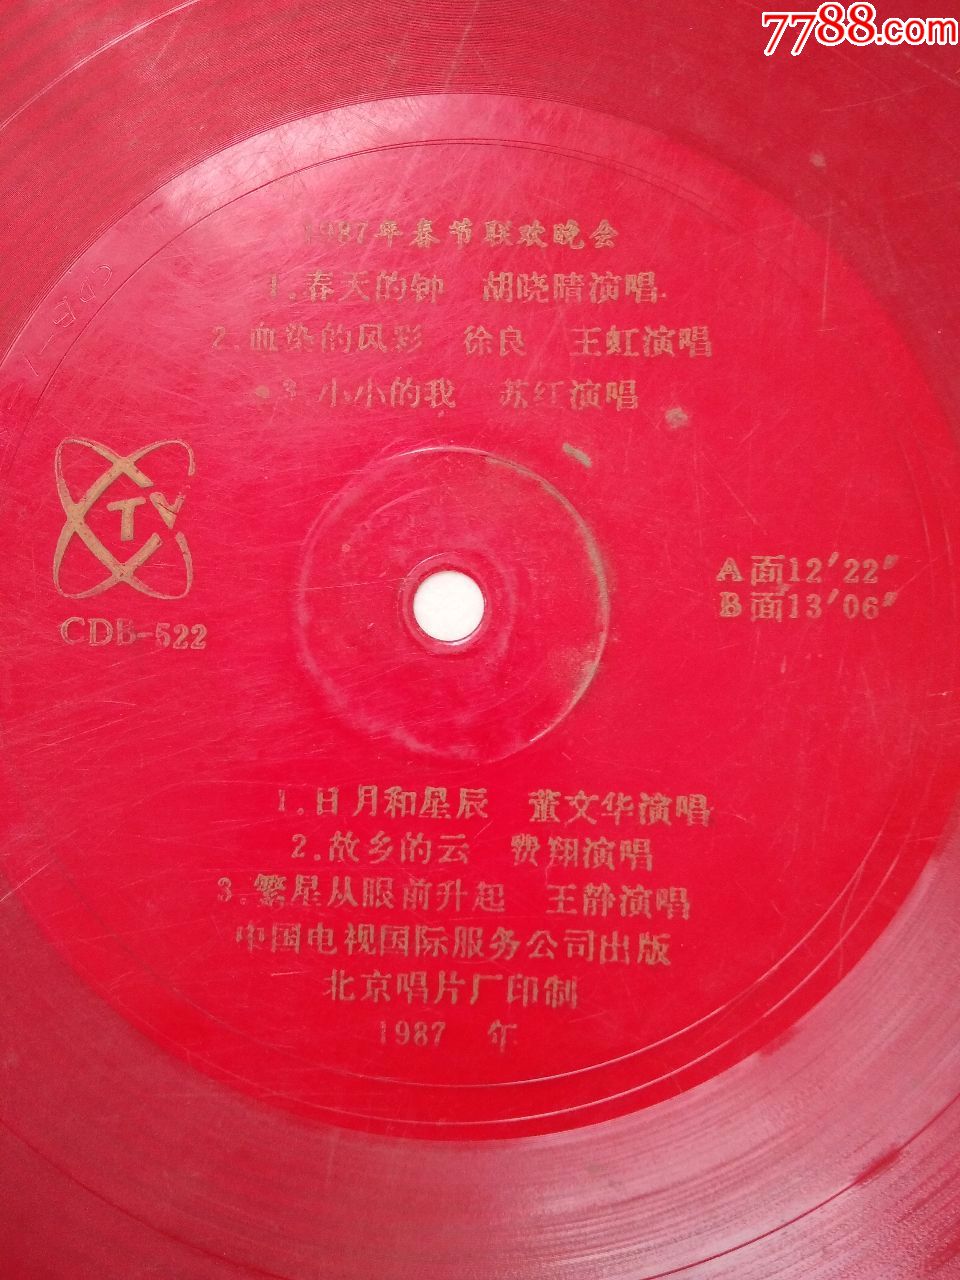 7788.com
1987年春节联欢晚会
1.春天的钟 胡晓晴演唱
2.血染的风彩 徐良 王虹演唱
3.小小的我 苏红演唱
TV
CDB-522
A面12′22″
B面13′06″
1.日月和星辰 董文华演唱
2.故乡的云 费翔演唱
3.繁星从眼前升起 王静演唱
中国电视国际服务公司出版
北京唱片厂印制
1987 年